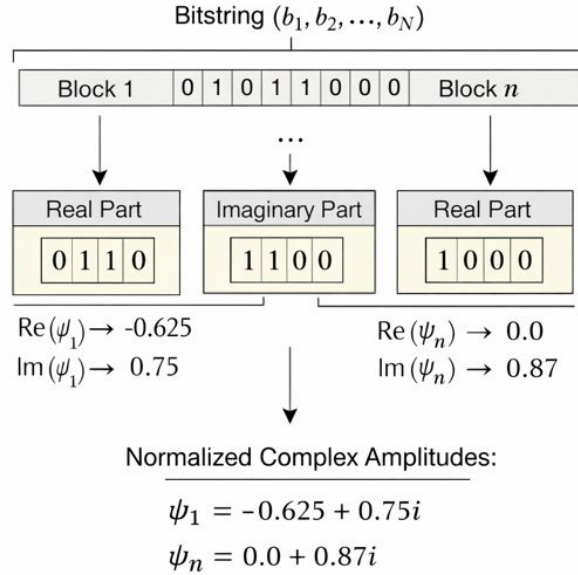 Bitstring (b₁, b₂, ..., b_N)
Block 1 0 1 0 1 1 0 0 0 Block n
...
Real Part Imaginary Part Real Part
0 1 1 0 1 1 0 0 1 0 0 0
Re(ψ₁) → -0.625 Re(ψₙ) → 0.0
Im(ψ₁) → 0.75 Im(ψₙ) → 0.87
Normalized Complex Amplitudes:
ψ₁ = -0.625 + 0.75i
ψₙ = 0.0 + 0.87i